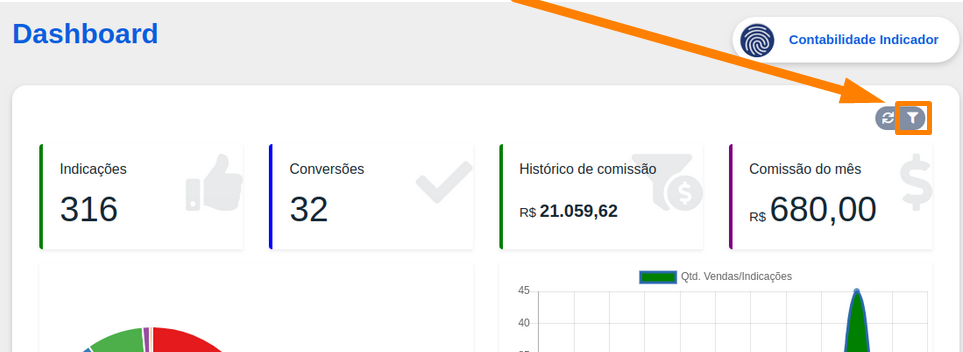 Dashboard
Contabilidade Indicador
Indicações
316
Conversões
32
Histórico de comissão
R$ 21.059,62
Comissão do mês
R$ 680,00
Qtd. Vendas/Indicações
45
40